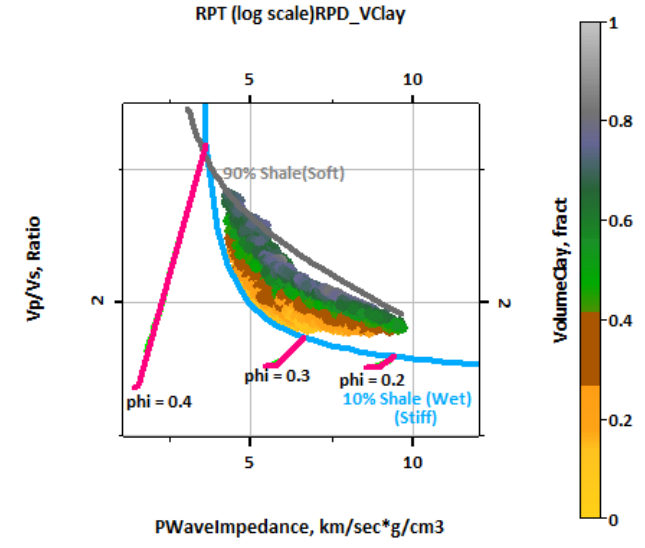 RPT (log scale)RPD_VClay
5 10
1
90% Shale(Soft)
0.8
0.6
Vp/Vs, Ratio
2
2
VolumeClay, fract
0.4
phi = 0.3
phi = 0.2
phi = 0.4
10% Shale (Wet)
(Stiff)
0.2
5 10
0
PWaveImpedance, km/sec*g/cm3